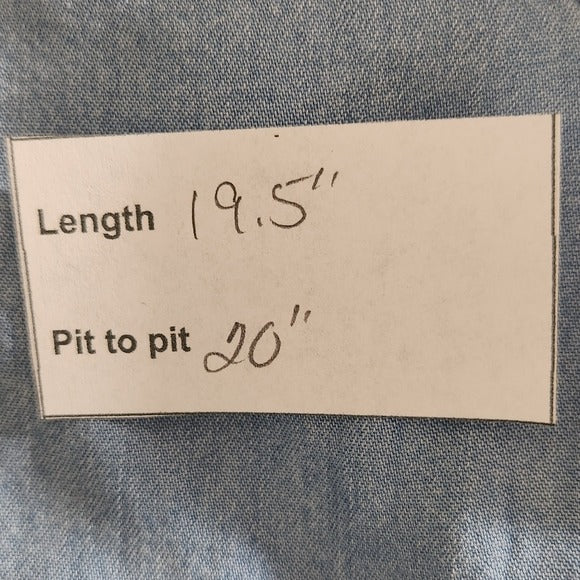 Length 19.5"
Pit to pit 20"